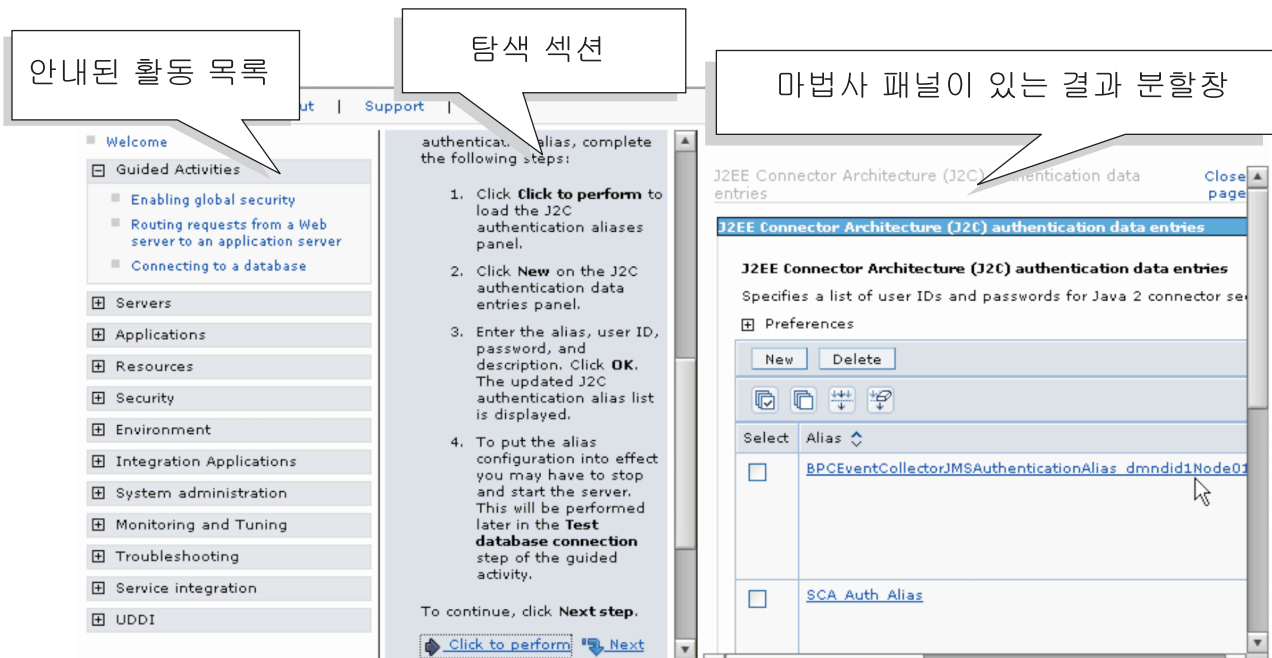 안내된 활동 목록
탐색 섹션
마법사 패널이 있는 결과 분할창
ut | Support |
Welcome
Guided Activities
Enabling global security
Routing requests from a Web
server to an application server
Connecting to a database
Servers
Applications
Resources
Security
Environment
Integration Applications
System administration
Monitoring and Tuning
Troubleshooting
Service integration
UDDI
alias, complete
the following steps:
1. Click Click to perform to
load the J2C
authentication aliases
panel.
2. Click New on the J2C
authentication data
entries panel.
3. Enter the alias, user ID,
password, and
description. Click OK.
The updated J2C
authentication alias list
is displayed.
4. To put the alias
configuration into effect
you may have to stop
and start the server.
This will be performed
later in the Test
database connection
step of the guided
activity.
To continue, click Next step.
Click to perform Next
J2EE Connector Architecture (J2C) authentication data
entries
Close
page
J2EE Connector Architecture (J2C) authentication data entries
J2EE Connector Architecture (J2C) authentication data entries
Specifies a list of user IDs and passwords for Java 2 connector se
Preferences
New Delete
Select Alias
BPCEventCollectorJMSAuthenticationAlias_dmndid1Node01
SCA_Auth_Alias